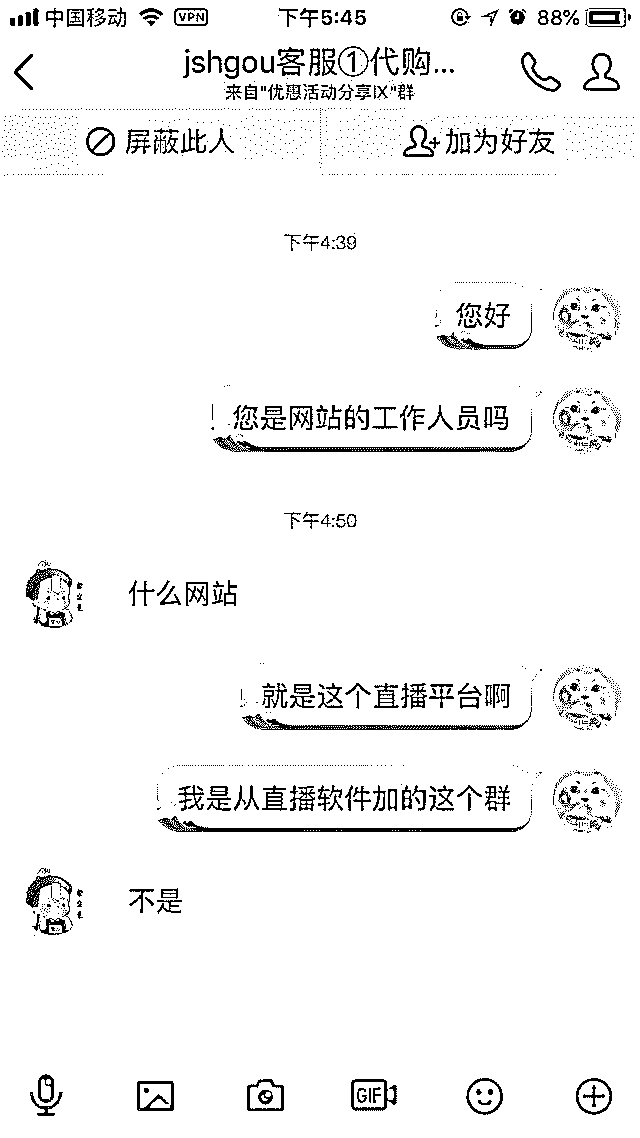 中国移动 VPN 下午5:45 88%
jshgou客服①代购...
来自"优惠活动分享Ⅸ"群
屏蔽此人 加为好友
下午4:39
您好
您是网站的工作人员吗
下午4:50
什么网站
就是这个直播平台啊
我是从直播软件加的这个群
不是
GIF